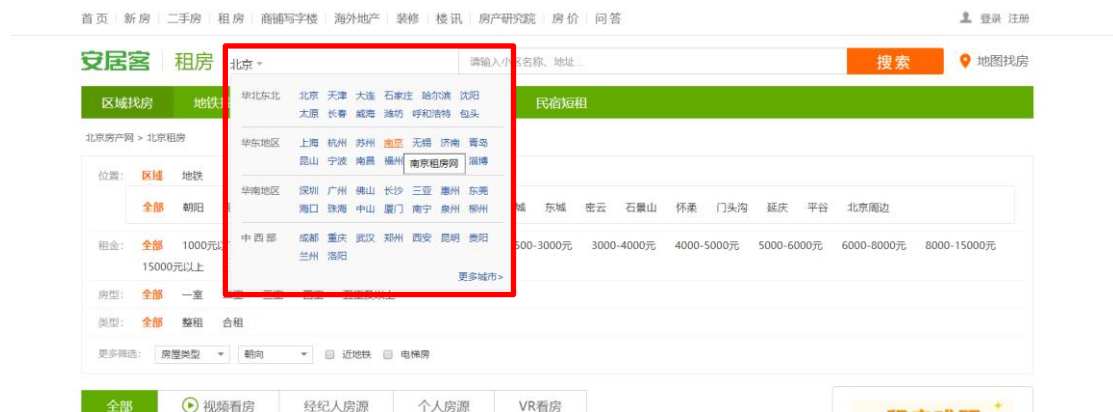 首页 新房 二手房 租房 商铺写字楼 海外地产 装修 楼讯 房产研究院 房价 问答 登录 注册
安居客 租房 北京 请输入小区名称、地址... 搜索 地图找房
区域找房 地铁 民宿短租
华北东北 北京 天津 大连 石家庄 哈尔滨 沈阳
太原 长春 威海 潍坊 呼和浩特 包头
北京房产网 > 北京租房
华东地区 上海 杭州 苏州 南京 无锡 济南 青岛
昆山 宁波 南昌 福州 南京租房网 淄博
位置: 区域 地铁
华南地区 深圳 广州 佛山 长沙 三亚 惠州 东莞
海口 珠海 中山 厦门 南宁 泉州 柳州
全部 朝阳 东城 密云 石景山 怀柔 门头沟 延庆 平谷 北京周边
中西部 成都 重庆 武汉 郑州 西安 昆明 贵阳
兰州 洛阳
更多城市>
租金: 全部 1000元 500-3000元 3000-4000元 4000-5000元 5000-6000元 6000-8000元 8000-15000元
15000元以上
房型: 全部 一室
类型: 全部 整租 合租
更多筛选: 房屋类型 朝向 近地铁 电梯房
全部 视频看房 经纪人房源 个人房源 VR看房